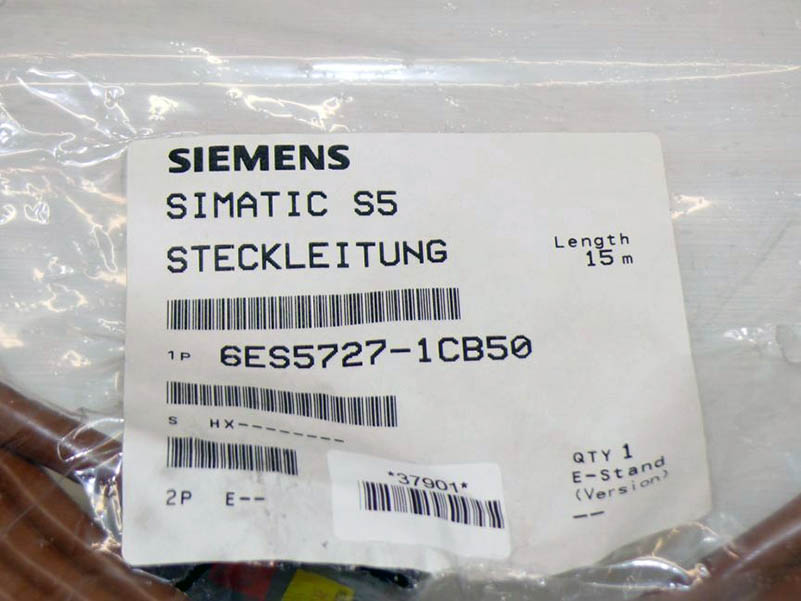 SIEMENS
SIMATIC S5
STECKLEITUNG
Length
15 m
1P 6ES5727-1CB50
S HX--------
2P E--
*37901*
QTY 1
E-Stand
(Version)
--